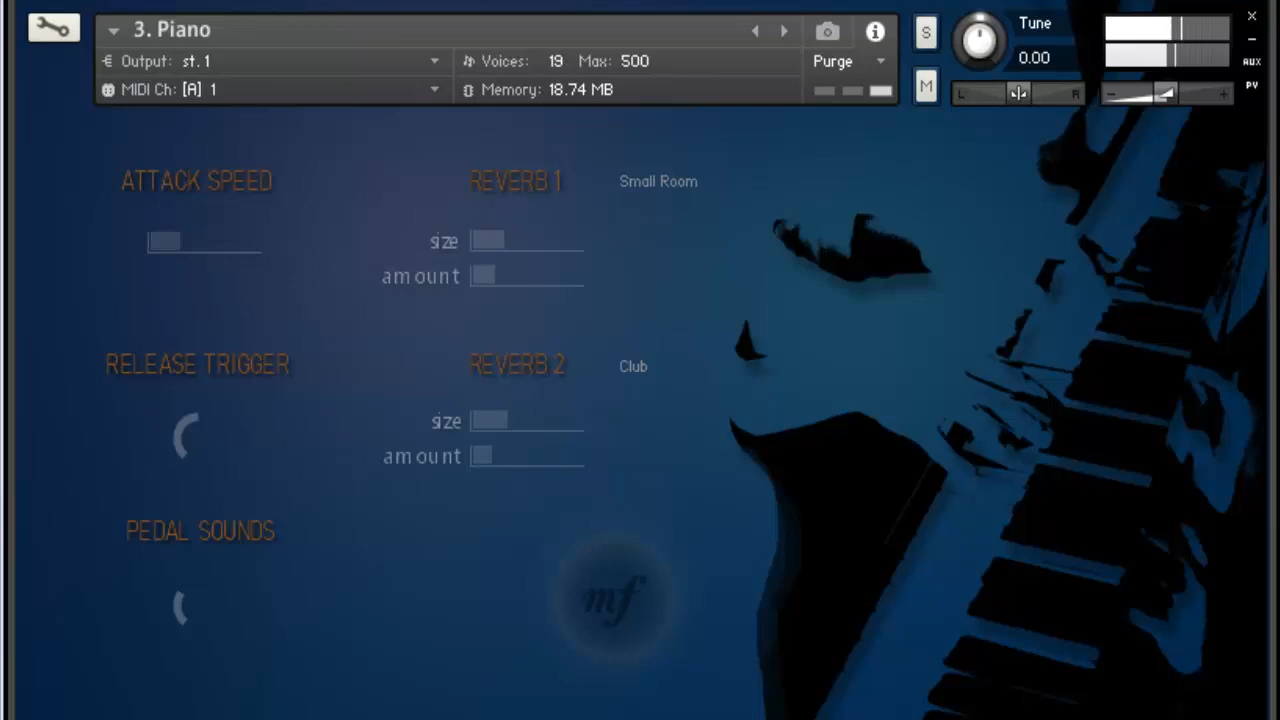 3. Piano
Output: st.1
Voices: 19 Max: 500
Purge
MIDI Ch: [A] 1
Memory: 18.74 MB
S
M
Tune
0.00
L
R
- +
×
–
AUX
PV
ATTACK SPEED
REVERB 1
Small Room
size
amount
RELEASE TRIGGER
REVERB 2
Club
size
amount
PEDAL SOUNDS
mf